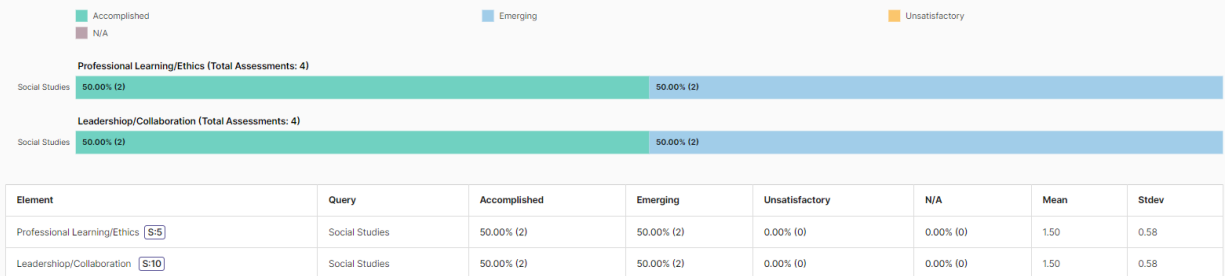 Accomplished Emerging Unsatisfactory
N/A
Professional Learning/Ethics (Total Assessments: 4)
Social Studies 50.00% (2) 50.00% (2)
Leadershiop/Collaboration (Total Assessments: 4)
Social Studies 50.00% (2) 50.00% (2)
Element Query Accomplished Emerging Unsatisfactory N/A Mean Stdev
Professional Learning/Ethics S:5 Social Studies 50.00% (2) 50.00% (2) 0.00% (0) 0.00% (0) 1.50 0.58
Leadershiop/Collaboration S:10 Social Studies 50.00% (2) 50.00% (2) 0.00% (0) 0.00% (0) 1.50 0.58